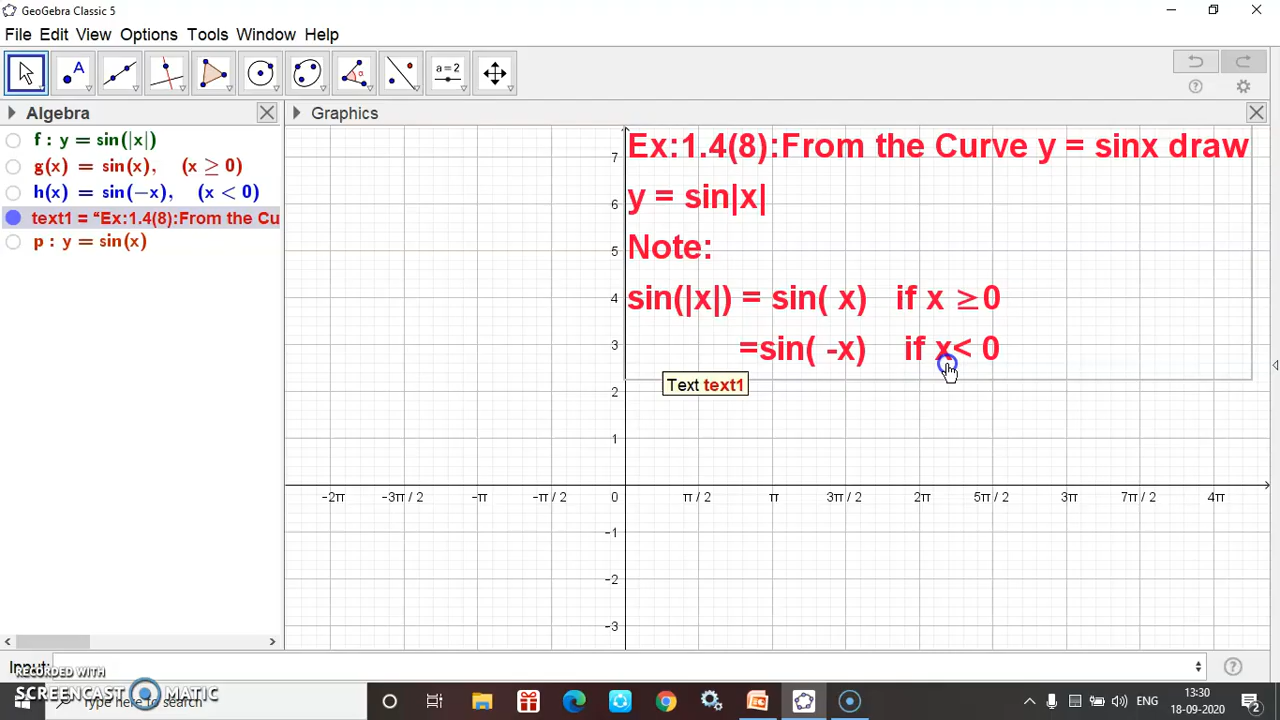 GeoGebra Classic 5
File Edit View Options Tools Window Help
A
α
a = 2
Algebra
Graphics
f : y = sin(|x|)
g(x) = sin(x), (x ≥ 0)
h(x) = sin(−x), (x < 0)
text1 = “Ex:1.4(8):From the Cu
p : y = sin(x)
Ex:1.4(8):From the Curve y = sinx draw
y = sin|x|
Note:
sin(|x|) = sin( x) if x ≥0
=sin( -x) if x< 0
Text text1
7
6
5
4
3
2
1
-2π -3π / 2 -π -π / 2 0 π / 2 π 3π / 2 2π 5π / 2 3π 7π / 2 4π
-1
-2
-3
Input:
RECORDED WITH
SCREENCAST MATIC
Type here to search
ENG
13:30
18-09-2020
2